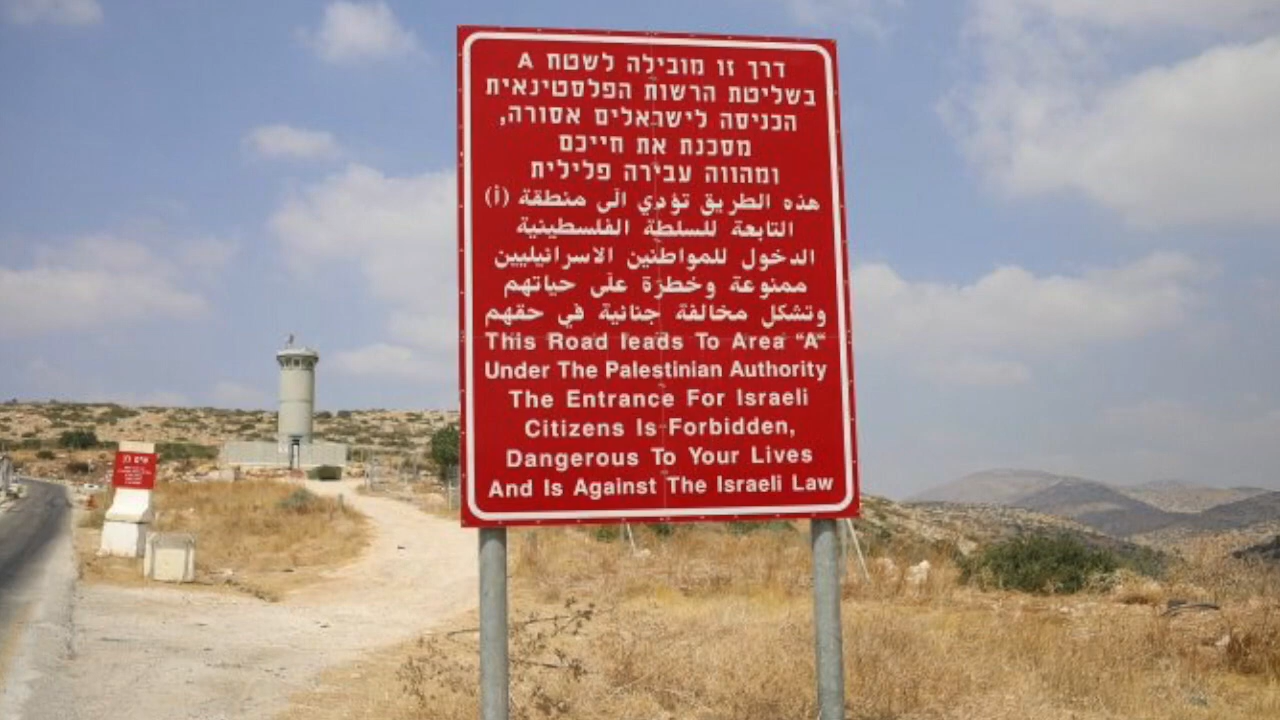 דרך זו מובילה לשטח A
בשליטת הרשות הפלסטינאית
הכניסה לישראלים אסורה,
מסכנת את חייכם
ומהווה עבירה פלילית
هذه الطريق تؤدي الى منطقة (أ)
التابعة للسلطة الفلسطينية
الدخول للمواطنين الاسرائيليين
ممنوعة وخطرة على حياتهم
وتشكل مخالفة جنائية في حقهم
This Road leads To Area "A"
Under The Palestinian Authority
The Entrance For Israeli
Citizens Is Forbidden,
Dangerous To Your Lives
And Is Against The Israeli Law